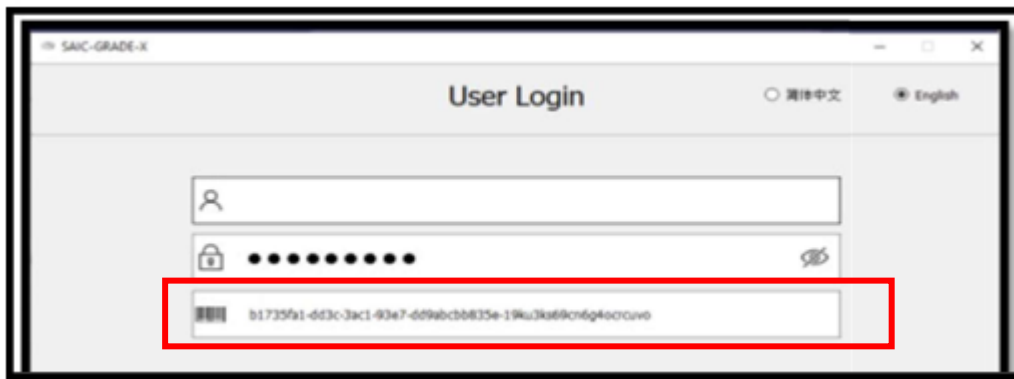 SAIC-GRADE-X
User Login
简体中文
English
b1735fa1-dd3c-3ac1-93e7-dd9abcbb835e-19ku3ks69cn6g4ocrcuvo